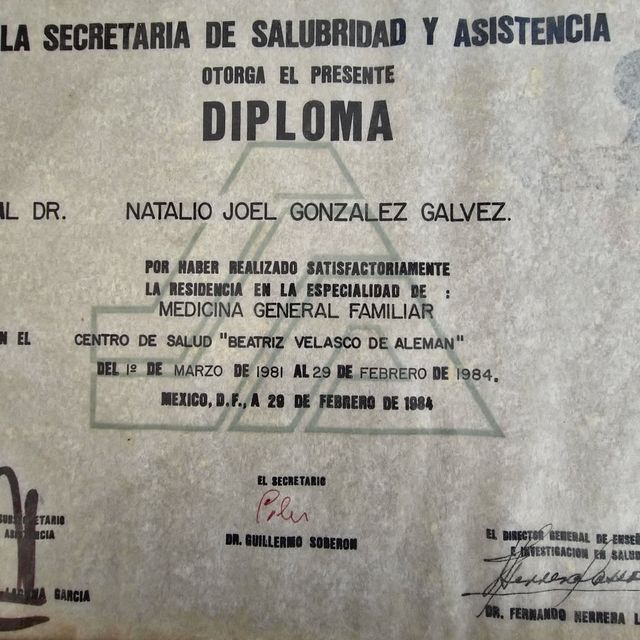 LA SECRETARIA DE SALUBRIDAD Y ASISTENCIA
OTORGA EL PRESENTE
DIPLOMA
AL DR. NATALIO JOEL GONZALEZ GALVEZ.
POR HABER REALIZADO SATISFACTORIAMENTE
LA RESIDENCIA EN LA ESPECIALIDAD DE :
MEDICINA GENERAL FAMILIAR
EN EL CENTRO DE SALUD "BEATRIZ VELASCO DE ALEMAN"
DEL 1º DE MARZO DE 1981 AL 29 DE FEBRERO DE 1984.
MEXICO, D.F., A 29 DE FEBRERO DE 1984
EL SECRETARIO
DR. GUILLERMO SOBERON
SUBSECRETARIO
ASISTENCIA
LAGUNA GARCIA
EL DIRECTOR GENERAL DE ENSEÑ
E INVESTIGACION EN SALUD
DR. FERNANDO HERRERA L